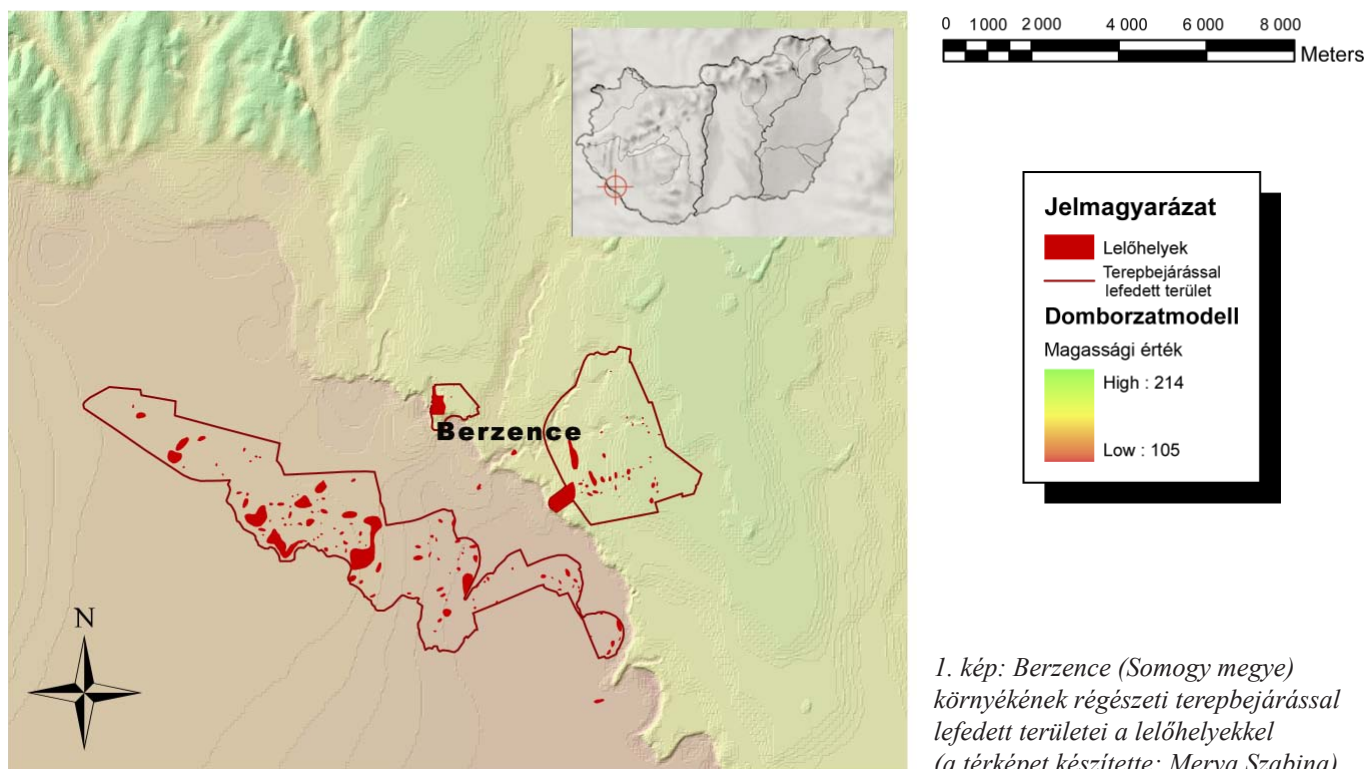 0 1000 2 000 4 000 6 000 8 000
Meters
Berzence
N
Jelmagyarázat
Lelőhelyek
Terepbejárással
lefedett terület
Domborzatmodell
Magassági érték
High : 214
Low : 105
1. kép: Berzence (Somogy megye)
környékének régészeti terepbejárással
lefedett területei a lelőhelyekkel
(a térképet készítette: Merva Szabina)